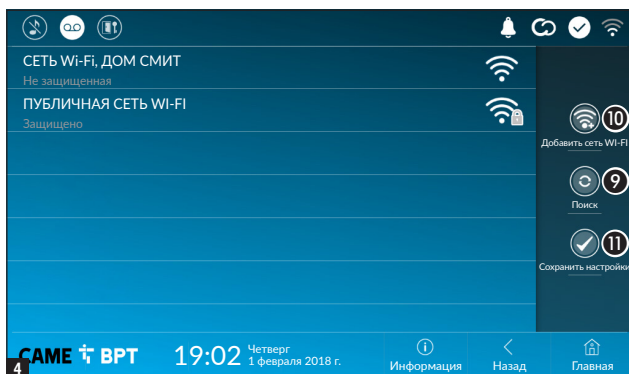 СЕТЬ Wi-Fi, ДОМ СМИТ
Не защищенная
ПУБЛИЧНАЯ СЕТЬ WI-FI
Защищено
10
Добавить сеть WI-FI
9
Поиск
11
Сохранить настройки
4
CAME BPT
19:02
Четверг
1 февраля 2018 г.
Информация
Назад
Главная